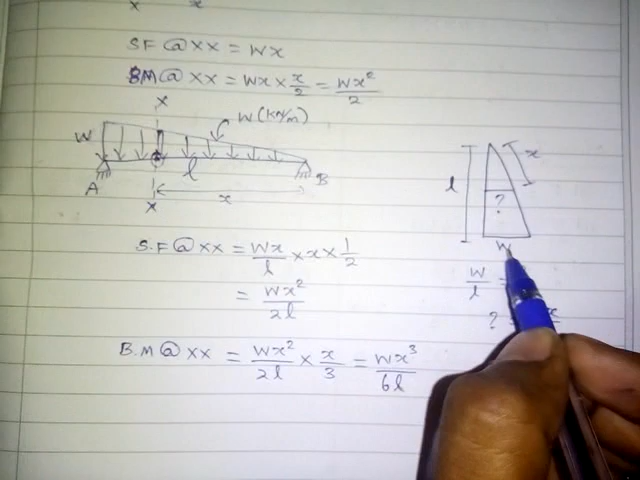 x x
SF @ xx = wx
BM @ xx = wx × x/2 = wx²/2
x
w w(kN/m)
l
A x B
x
l x
?
w
S.F @ xx = wx/l × x × 1/2
= wx²/2l
w/l =
?
B.M @ xx = wx²/2l × x/3 = wx³/6l